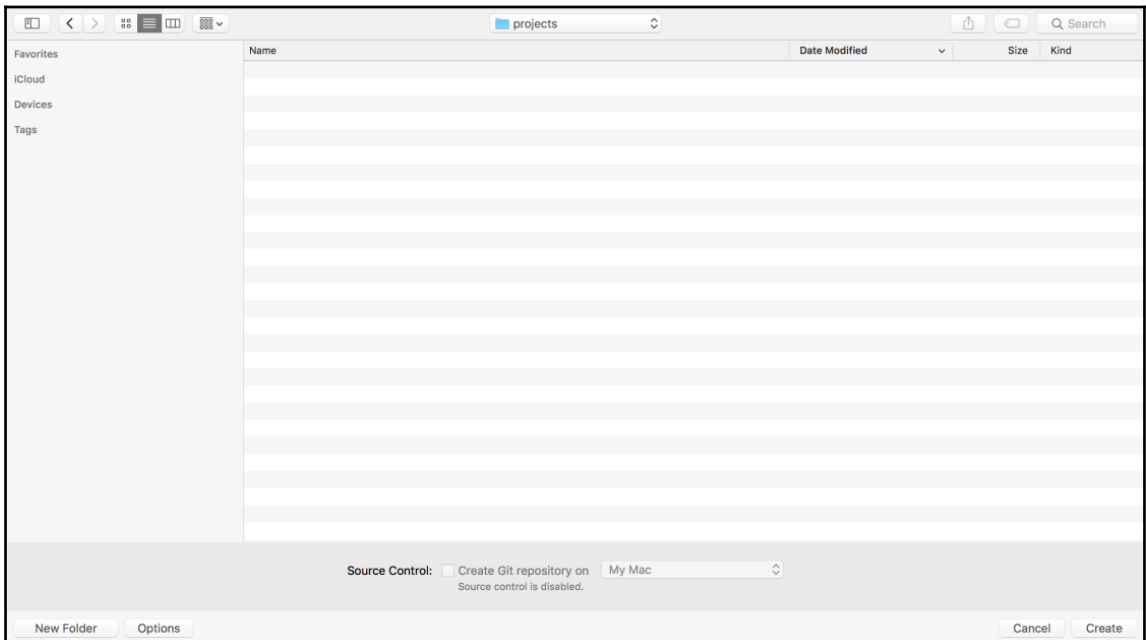 projects
Search
Favorites
iCloud
Devices
Tags
Name Date Modified Size Kind
Source Control: Create Git repository on My Mac
Source control is disabled.
New Folder Options Cancel Create